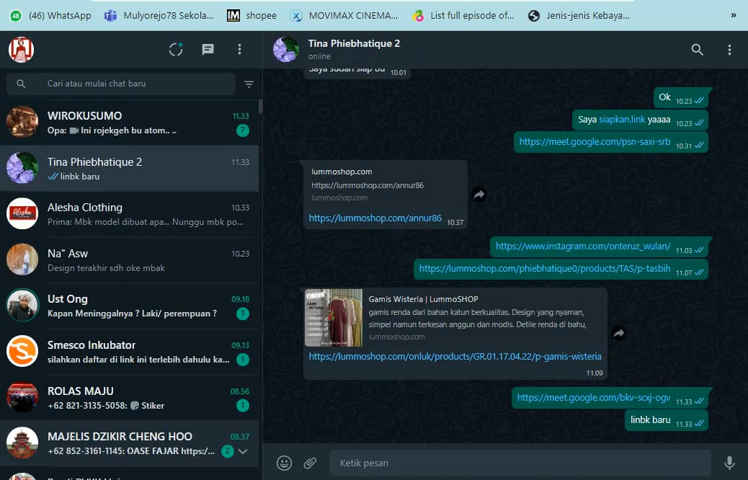 (46) WhatsApp
Mulyorejo78 Sekola...
shopee
MOVIMAX CINEMA...
List full episode of...
Jenis-jenis Kebaya...
»
Tina Phiebhatique 2
online
Cari atau mulai chat baru
WIROKUSUMO
11.33
Opa: Ini rojekgeh bu atom.. ..
7
Tina Phiebhatique 2
11.33
linbk baru
Alesha Clothing
10.33
Prima: Mbk model dibuat apa... Nunggu mbk po...
Na" Asw
10.23
Design terakhir sdh oke mbak
Ust Ong
09.18
Kapan Meninggalnya ? Laki/ perempuan ?
1
Smesco Inkubator
09.13
silahkan daftar di link ini terlebih dahulu ka...
1
ROLAS MAJU
08.56
+62 821-3135-5058: Stiker
1
MAJELIS DZIKIR CHENG HOO
08.37
+62 852-3161-1145: OASE FAJAR https:/...
2
Saya sudah siap bu
10.01
Ok
10.23
Saya siapkan.link yaaaa
10.23
https://meet.google.com/psn-saxi-srb
10.31
lummoshop.com
https://lummoshop.com/annur86
lummoshop.com
https://lummoshop.com/annur86
10.37
https://www.instagram.com/onteruz_wulan/
11.03
https://lummoshop.com/phiebhatique0/products/TAS/p-tasbih
11.07
Gamis Wisteria | LummoSHOP
gamis renda dari bahan katun berkualitas. Design yang nyaman,
simpel namun terkesan anggun dan modis. Detile renda di bahu,
lummoshop.com
https://lummoshop.com/onluk/products/GR.01.17.04.22/p-gamis-wisteria
11.09
https://meet.google.com/bkv-scxj-ogv
11.33
linbk baru
11.33
Ketik pesan